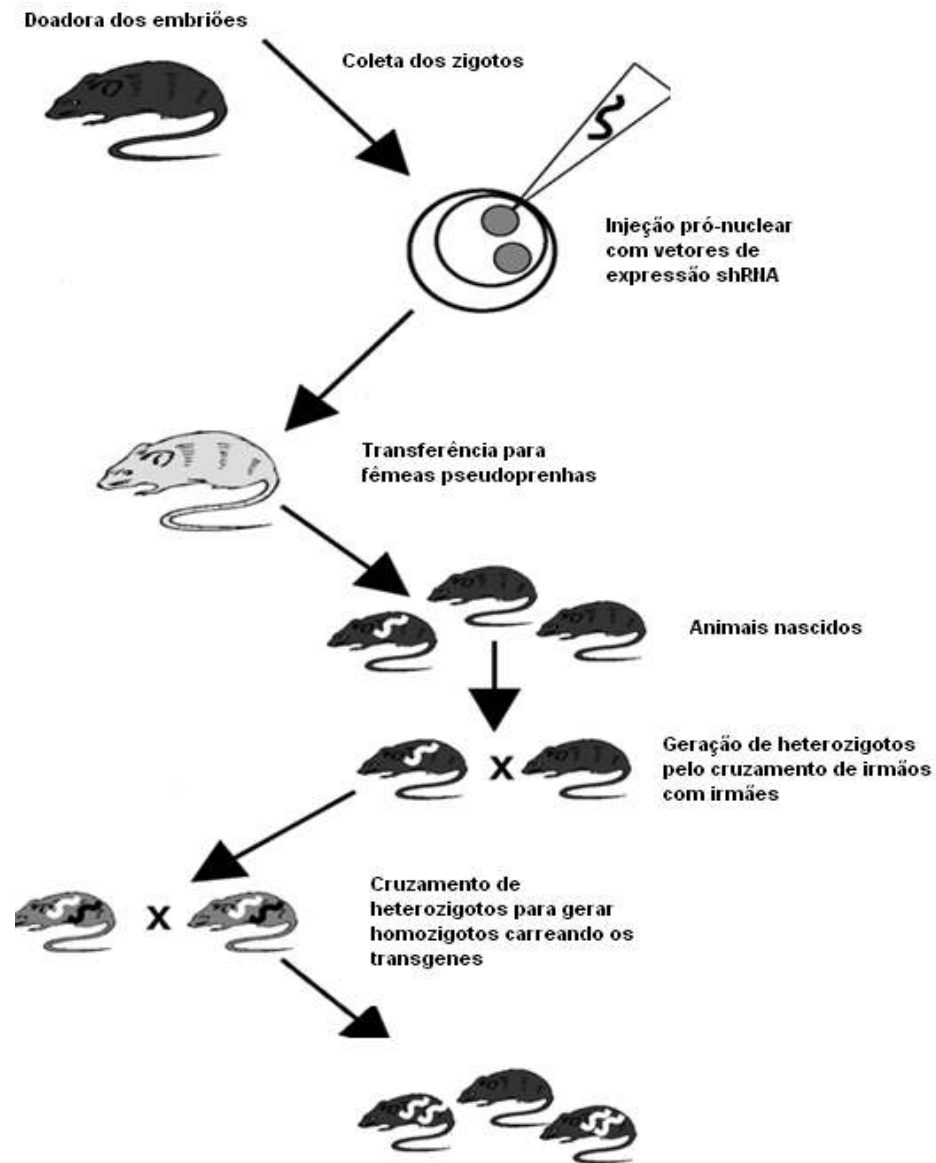 Doadora dos embriões
Coleta dos zigotos
Injeção pró-nuclear
com vetores de
expressão shRNA
Transferência para
fêmeas pseudoprenhas
Animais nascidos
X
Geração de heterozigotos
pelo cruzamento de irmãos
com irmães
X
Cruzamento de
heterozigotos para gerar
homozigotos carreando os
transgenes